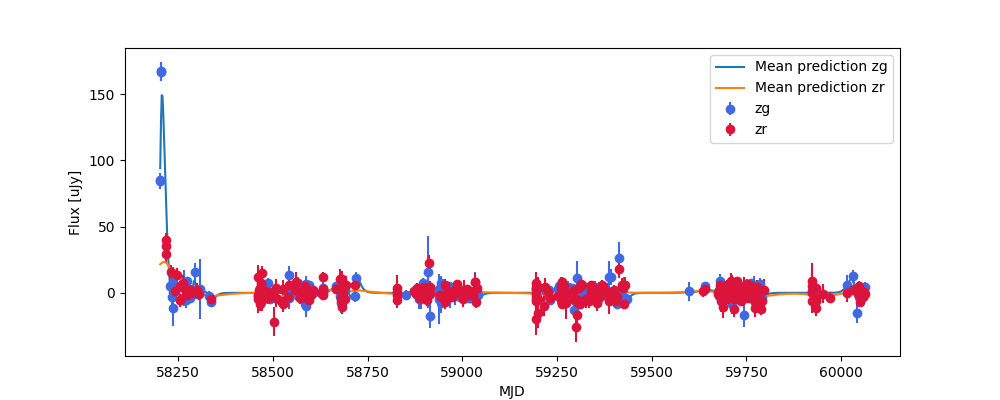 Mean prediction zg
Mean prediction zr
zg
zr
Flux [uJy]
150
100
50
0
58250
58500
58750
59000
59250
59500
59750
60000
MJD